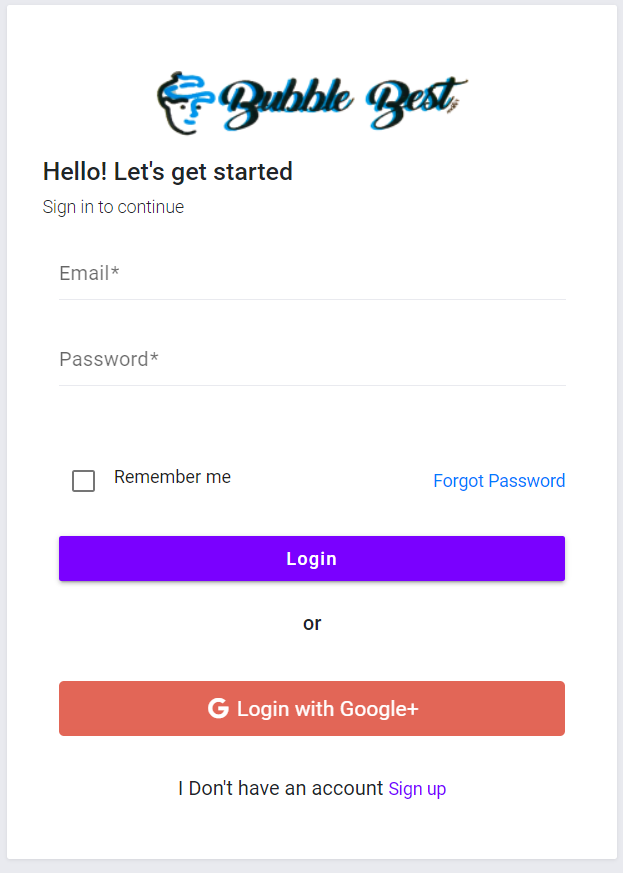 Bubble Best
Hello! Let's get started
Sign in to continue
Email*
Password*
Remember me
Forgot Password
Login
or
G Login with Google+
I Don't have an account Sign up